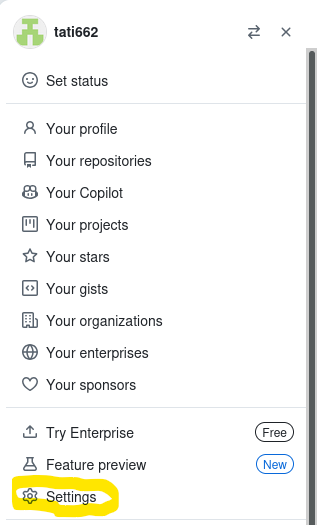 tati662
Set status
Your profile
Your repositories
Your Copilot
Your projects
Your stars
Your gists
Your organizations
Your enterprises
Your sponsors
Try Enterprise Free
Feature preview New
Settings